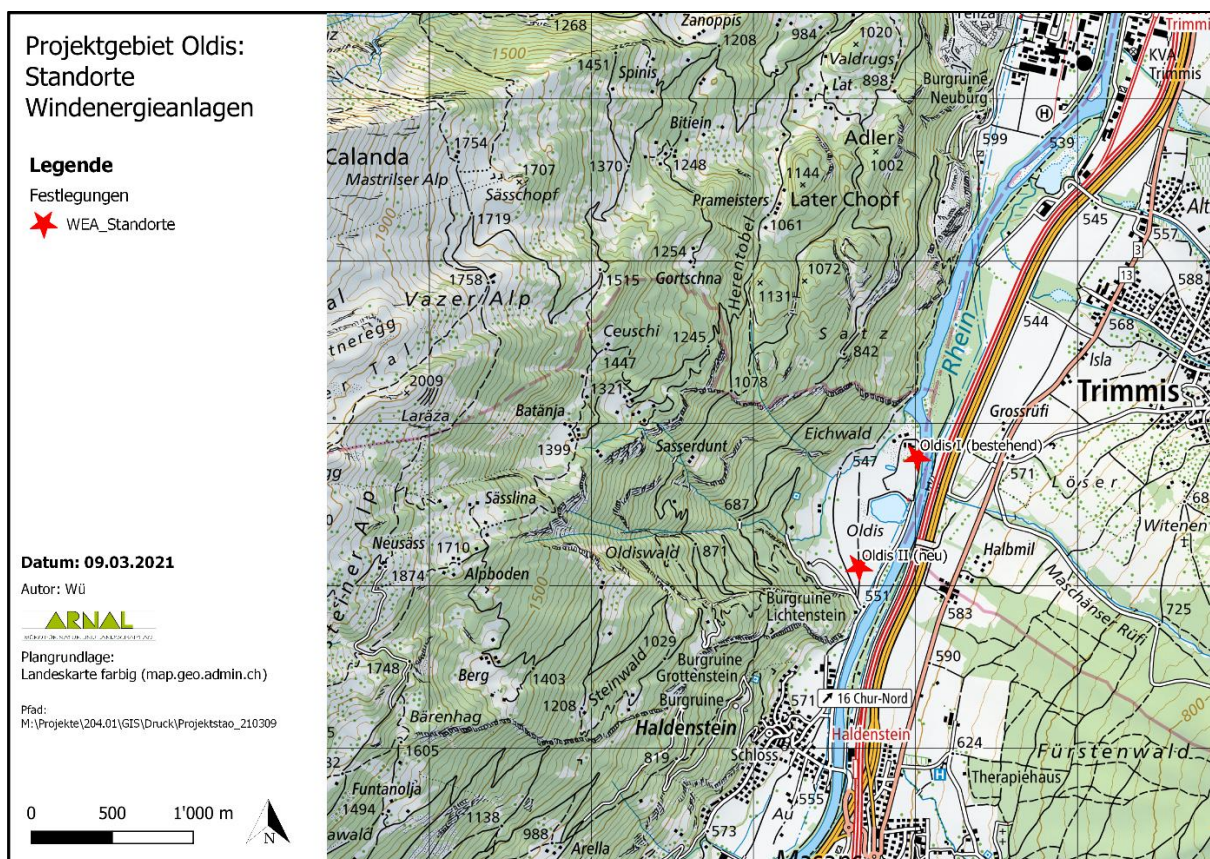 Projektgebiet Oldis:
Standorte
Windenergieanlagen
Legende
Festlegungen
WEA_Standorte
Datum: 09.03.2021
Autor: Wü
ARNAL
Plangrundlage:
Landeskarte farbig (map.geo.admin.ch)
Pfad:
M:\Projekte\204.01\GIS\Druck\Projektstao_210309
0 500 1'000 m
N
1268
Zanoppis
1208
984
1020
Valdrugs
Trimmis
KVA
Trimmis
1500
1451
Spinis
Lat
898
Burgruine
Neuburg
H
599
539
Bitiein
Adler
1002
1754
Calanda
Mastrilser Alp
1707
Sässchopf
1370
1248
1144
Prameisters
Later Chopf
1061
545
Alt
557
3
13
588
1719
1900
1254
Gortschna
Herentobel
1072
1131
1758
Vazer Alp
1515
Ceuschi
1245
Satz
842
Rhein
544
568
Isla
1447
1321
1078
Trimmis
2009
Laräza
Batänja
Grossrüfi
Eichwald
Sasserdunt
1399
547
Oldis I (bestehend)
571
Löser
Sässlina
687
Oldis
Witenen
Neusäss
1710
Alpboden
1874
Oldiswald
871
Oldis II (neu)
Halbmil
Maschänser Rüfi
1500
551
583
725
Burgruine
Lichtenstein
1029
Steinwald
Burgruine
Grottenstein
590
1748
Berg
1403
1208
Burgruine
571
16 Chur-Nord
800
Bärenhag
Haldenstein
Haldenstein
Fürstenwald
1605
819
Schloss
624
H
Therapiehaus
Funtanolja
1494
1138
988
Arella
555
Au
573